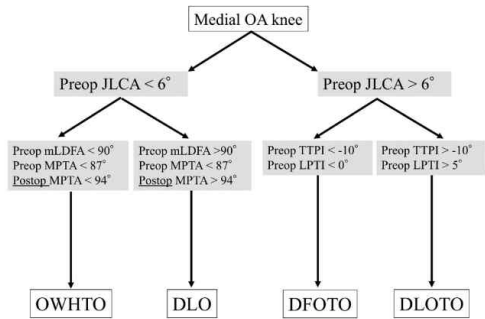 Medial OA knee
Preop JLCA < 6°
Preop JLCA > 6°
Preop mLDFA < 90°
Preop MPTA < 87°
Postop MPTA < 94°
Preop mLDFA >90°
Preop MPTA < 87°
Postop MPTA > 94°
Preop TTPI < -10°
Preop LPTI < 0°
Preop TTPI > -10°
Preop LPTI > 5°
OWHTO
DLO
DFOTO
DLOTO